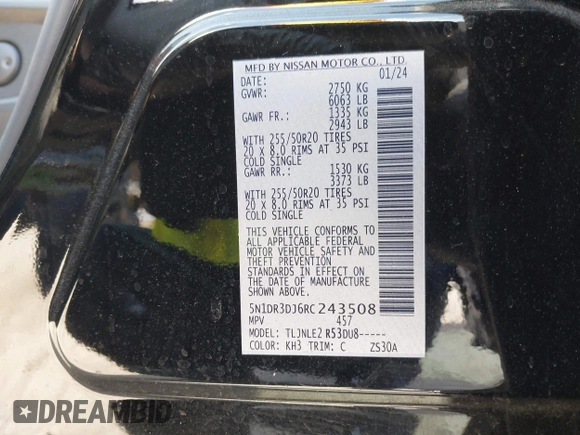 MFD BY NISSAN MOTOR CO., LTD.
DATE: 01/24
GVWR: 2750 KG
6063 LB
GAWR FR.: 1335 KG
2943 LB
WITH 255/50R20 TIRES
20 x 8.0 RIMS AT 35 PSI
COLD SINGLE
GAWR RR.: 1530 KG
3373 LB
WITH 255/50R20 TIRES
20 x 8.0 RIMS AT 35 PSI
COLD SINGLE
THIS VEHICLE CONFORMS TO
ALL APPLICABLE FEDERAL
MOTOR VEHICLE SAFETY AND
THEFT PREVENTION
STANDARDS IN EFFECT ON
THE DATE OF MANUFACTURE
SHOWN ABOVE.
5N1DR3DJ6RC243508
MPV 457
MODEL: TLJNLE2 R53DU8-----
COLOR: KH3 TRIM: C ZS30A
DREAMBID